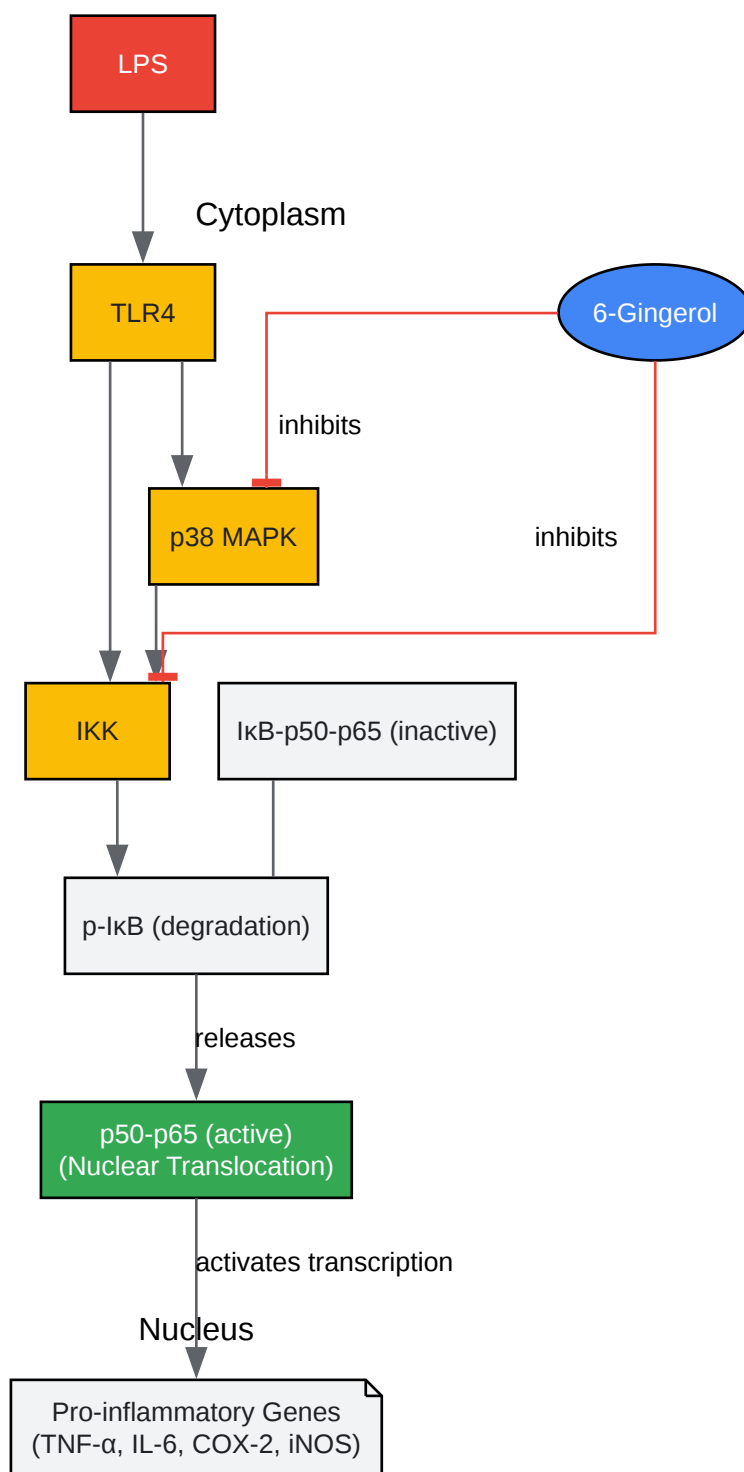 LPS
Cytoplasm
TLR4
6-Gingerol
inhibits
p38 MAPK
inhibits
IKK
IκB-p50-p65 (inactive)
p-IκB (degradation)
releases
p50-p65 (active)
(Nuclear Translocation)
activates transcription
Nucleus
Pro-inflammatory Genes
(TNF-α, IL-6, COX-2, iNOS)